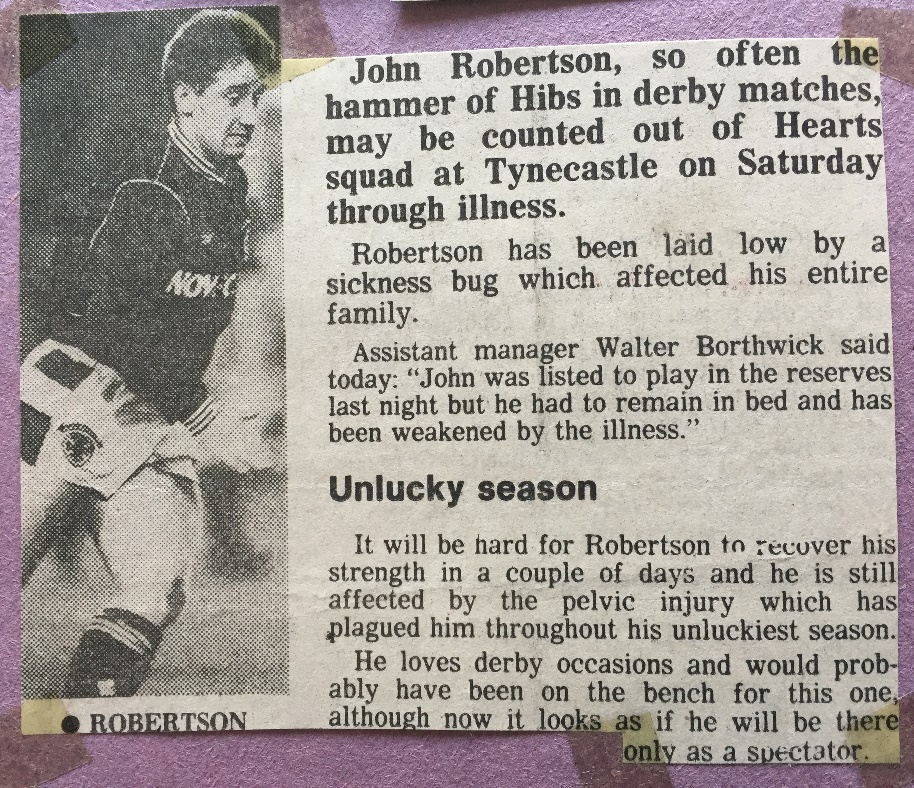 John Robertson, so often the
hammer of Hibs in derby matches,
may be counted out of Hearts
squad at Tynecastle on Saturday
through illness.
Robertson has been laid low by a
sickness bug which affected his entire
family.
Assistant manager Walter Borthwick said
today: “John was listed to play in the reserves
last night but he had to remain in bed and has
been weakened by the illness.”
Unlucky season
It will be hard for Robertson to recover his
strength in a couple of days and he is still
affected by the pelvic injury which has
plagued him throughout his unluckiest season.
He loves derby occasions and would prob-
ably have been on the bench for this one,
although now it looks as if he will be there
only as a spectator.
● ROBERTSON